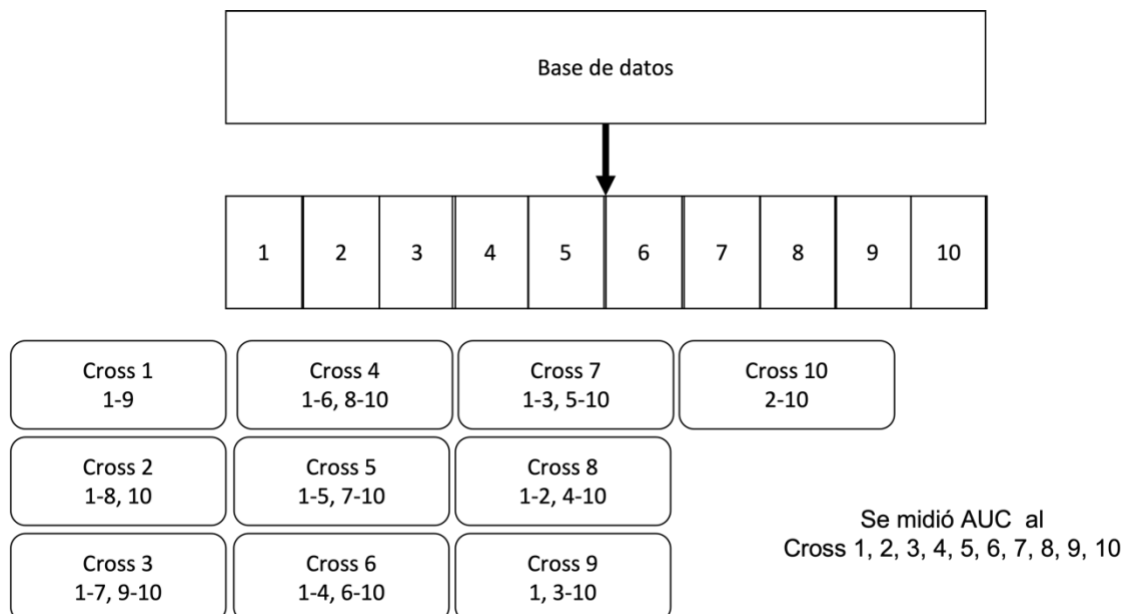 Base de datos
1 2 3 4 5 6 7 8 9 10
Cross 1
1-9
Cross 4
1-6, 8-10
Cross 7
1-3, 5-10
Cross 10
2-10
Cross 2
1-8, 10
Cross 5
1-5, 7-10
Cross 8
1-2, 4-10
Cross 3
1-7, 9-10
Cross 6
1-4, 6-10
Cross 9
1, 3-10
Se midió AUC al
Cross 1, 2, 3, 4, 5, 6, 7, 8, 9, 10